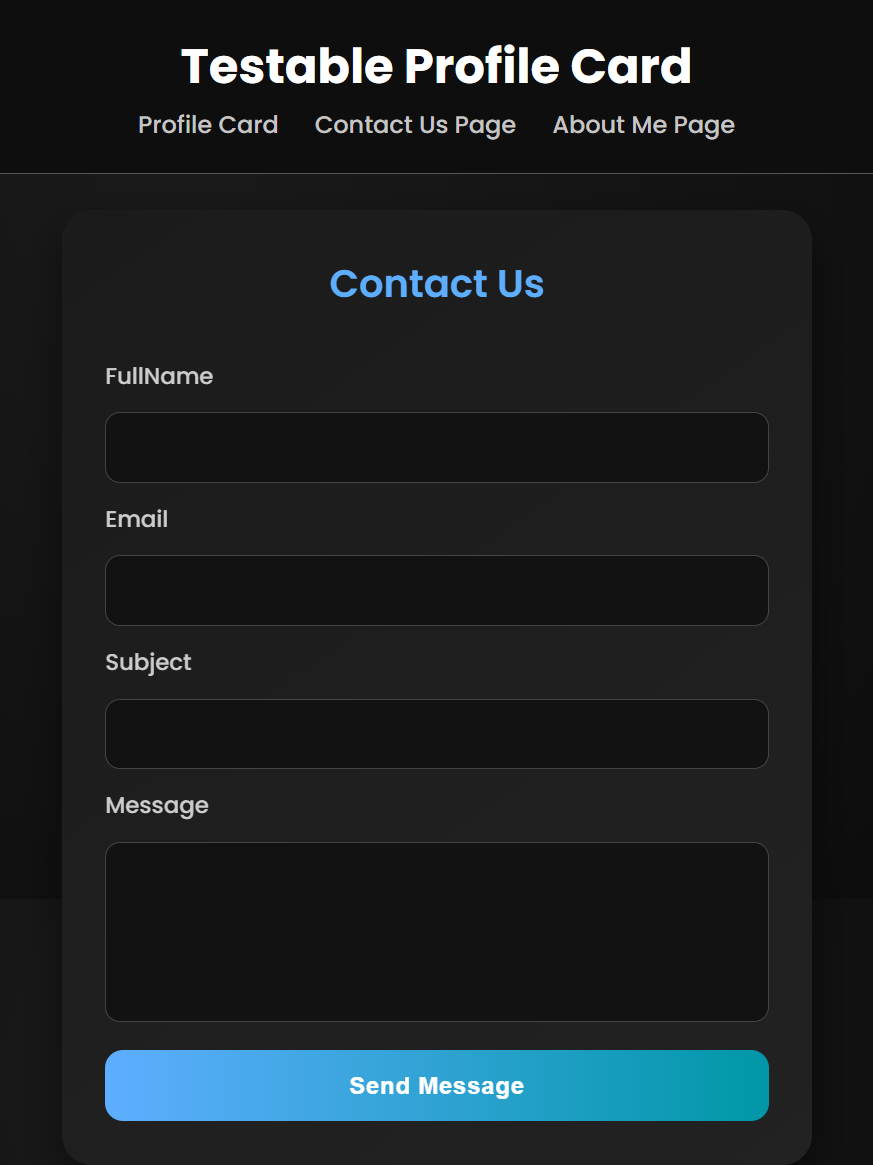 Testable Profile Card
Profile Card Contact Us Page About Me Page
Contact Us
FullName
Email
Subject
Message
Send Message